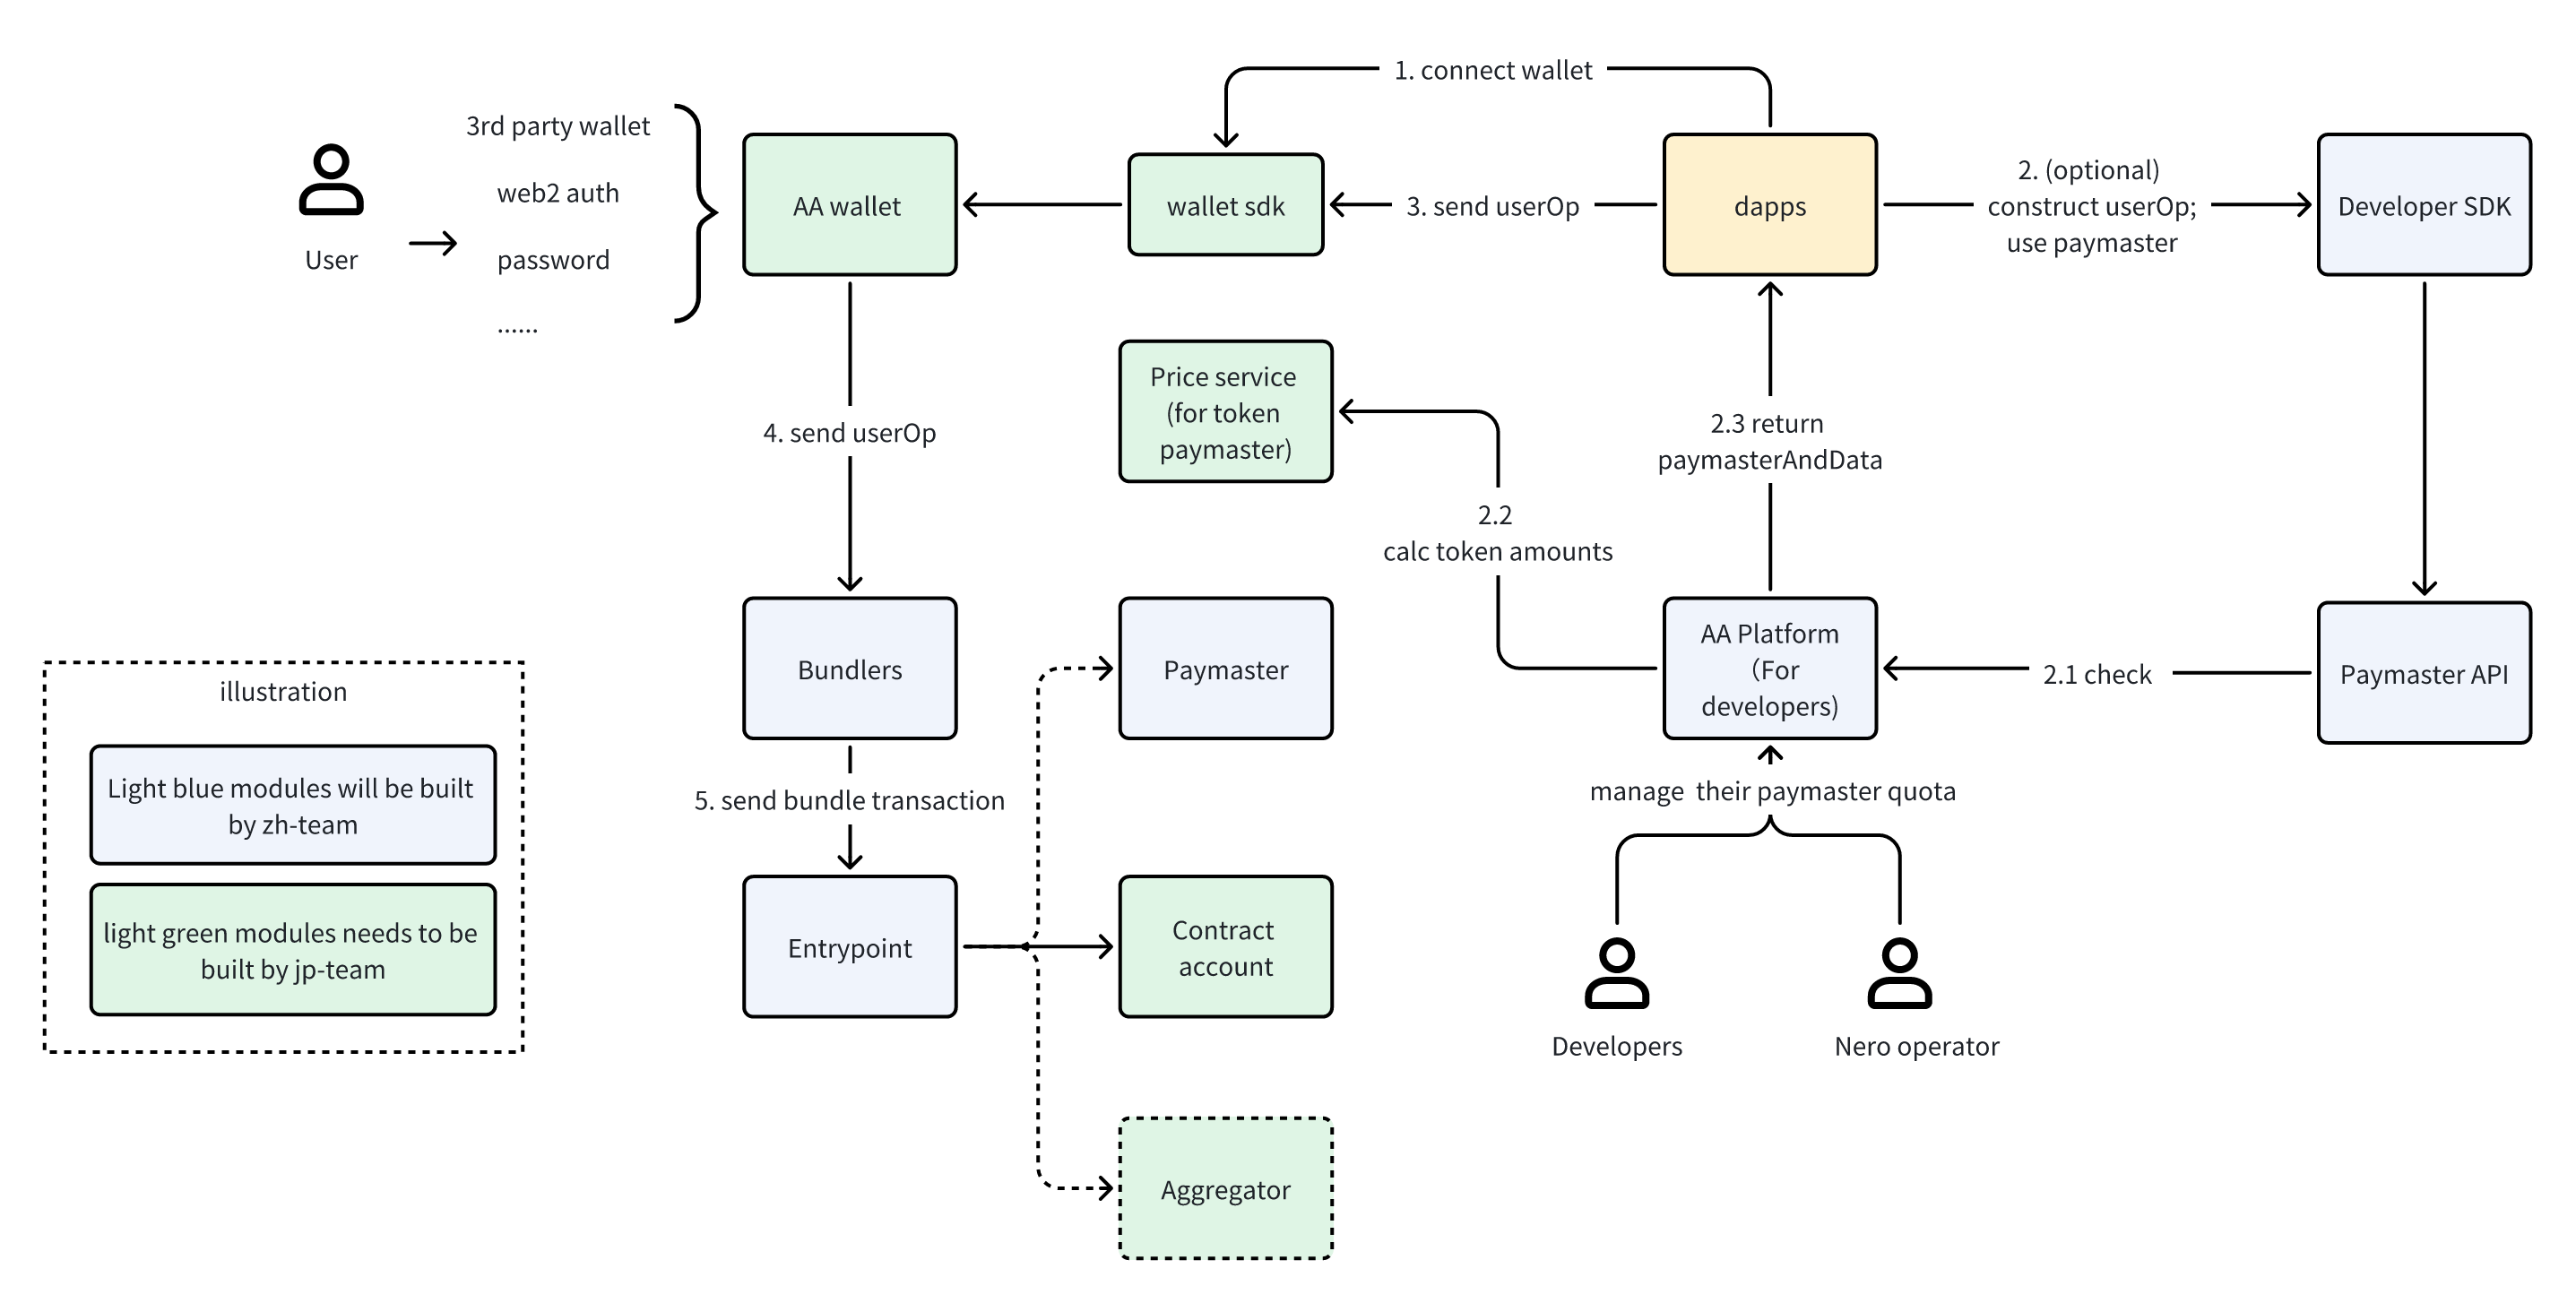 1. connect wallet
3rd party wallet
web2 auth
password
......
User
AA wallet
wallet sdk
3. send userOp
dapps
2. (optional)
construct userOp;
use paymaster
Developer SDK
Price service
(for token
paymaster)
4. send userOp
2.3 return
paymasterAndData
2.2
calc token amounts
Bundlers
Paymaster
AA Platform
（For
developers)
2.1 check
Paymaster API
illustration
Light blue modules will be built
by zh-team
light green modules needs to be
built by jp-team
5. send bundle transaction
manage  their paymaster quota
Entrypoint
Contract
account
Developers
Nero operator
Aggregator